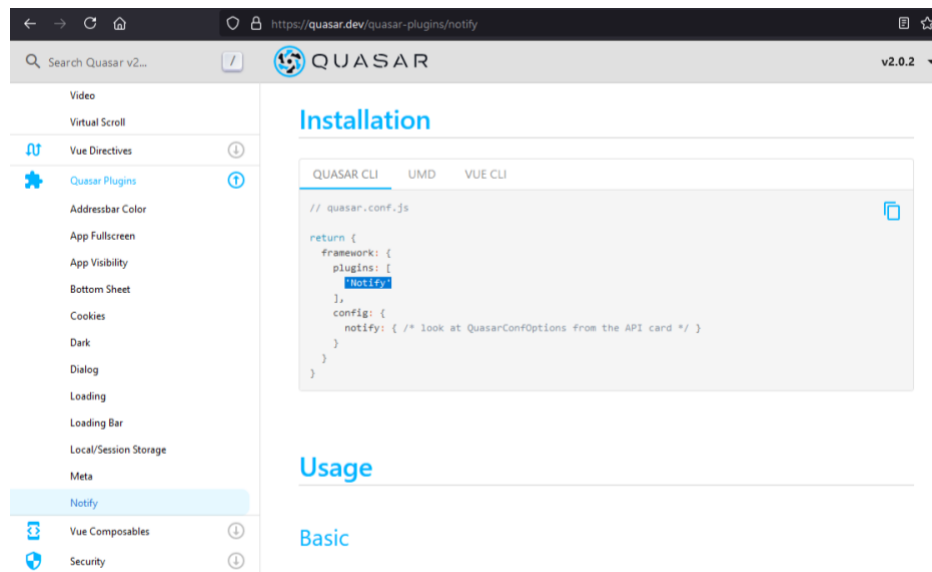 https://quasar.dev/quasar-plugins/notify
Search Quasar v2...
/
QUASAR
v2.0.2
Video
Virtual Scroll
Vue Directives
Quasar Plugins
Addressbar Color
App Fullscreen
App Visibility
Bottom Sheet
Cookies
Dark
Dialog
Loading
Loading Bar
Local/Session Storage
Meta
Notify
Vue Composables
Security
Installation
QUASAR CLI UMD VUE CLI
// quasar.conf.js
return {
framework: {
plugins: [
'Notify'
],
config: {
notify: { /* look at QuasarConfOptions from the API card */ }
}
}
}
Usage
Basic